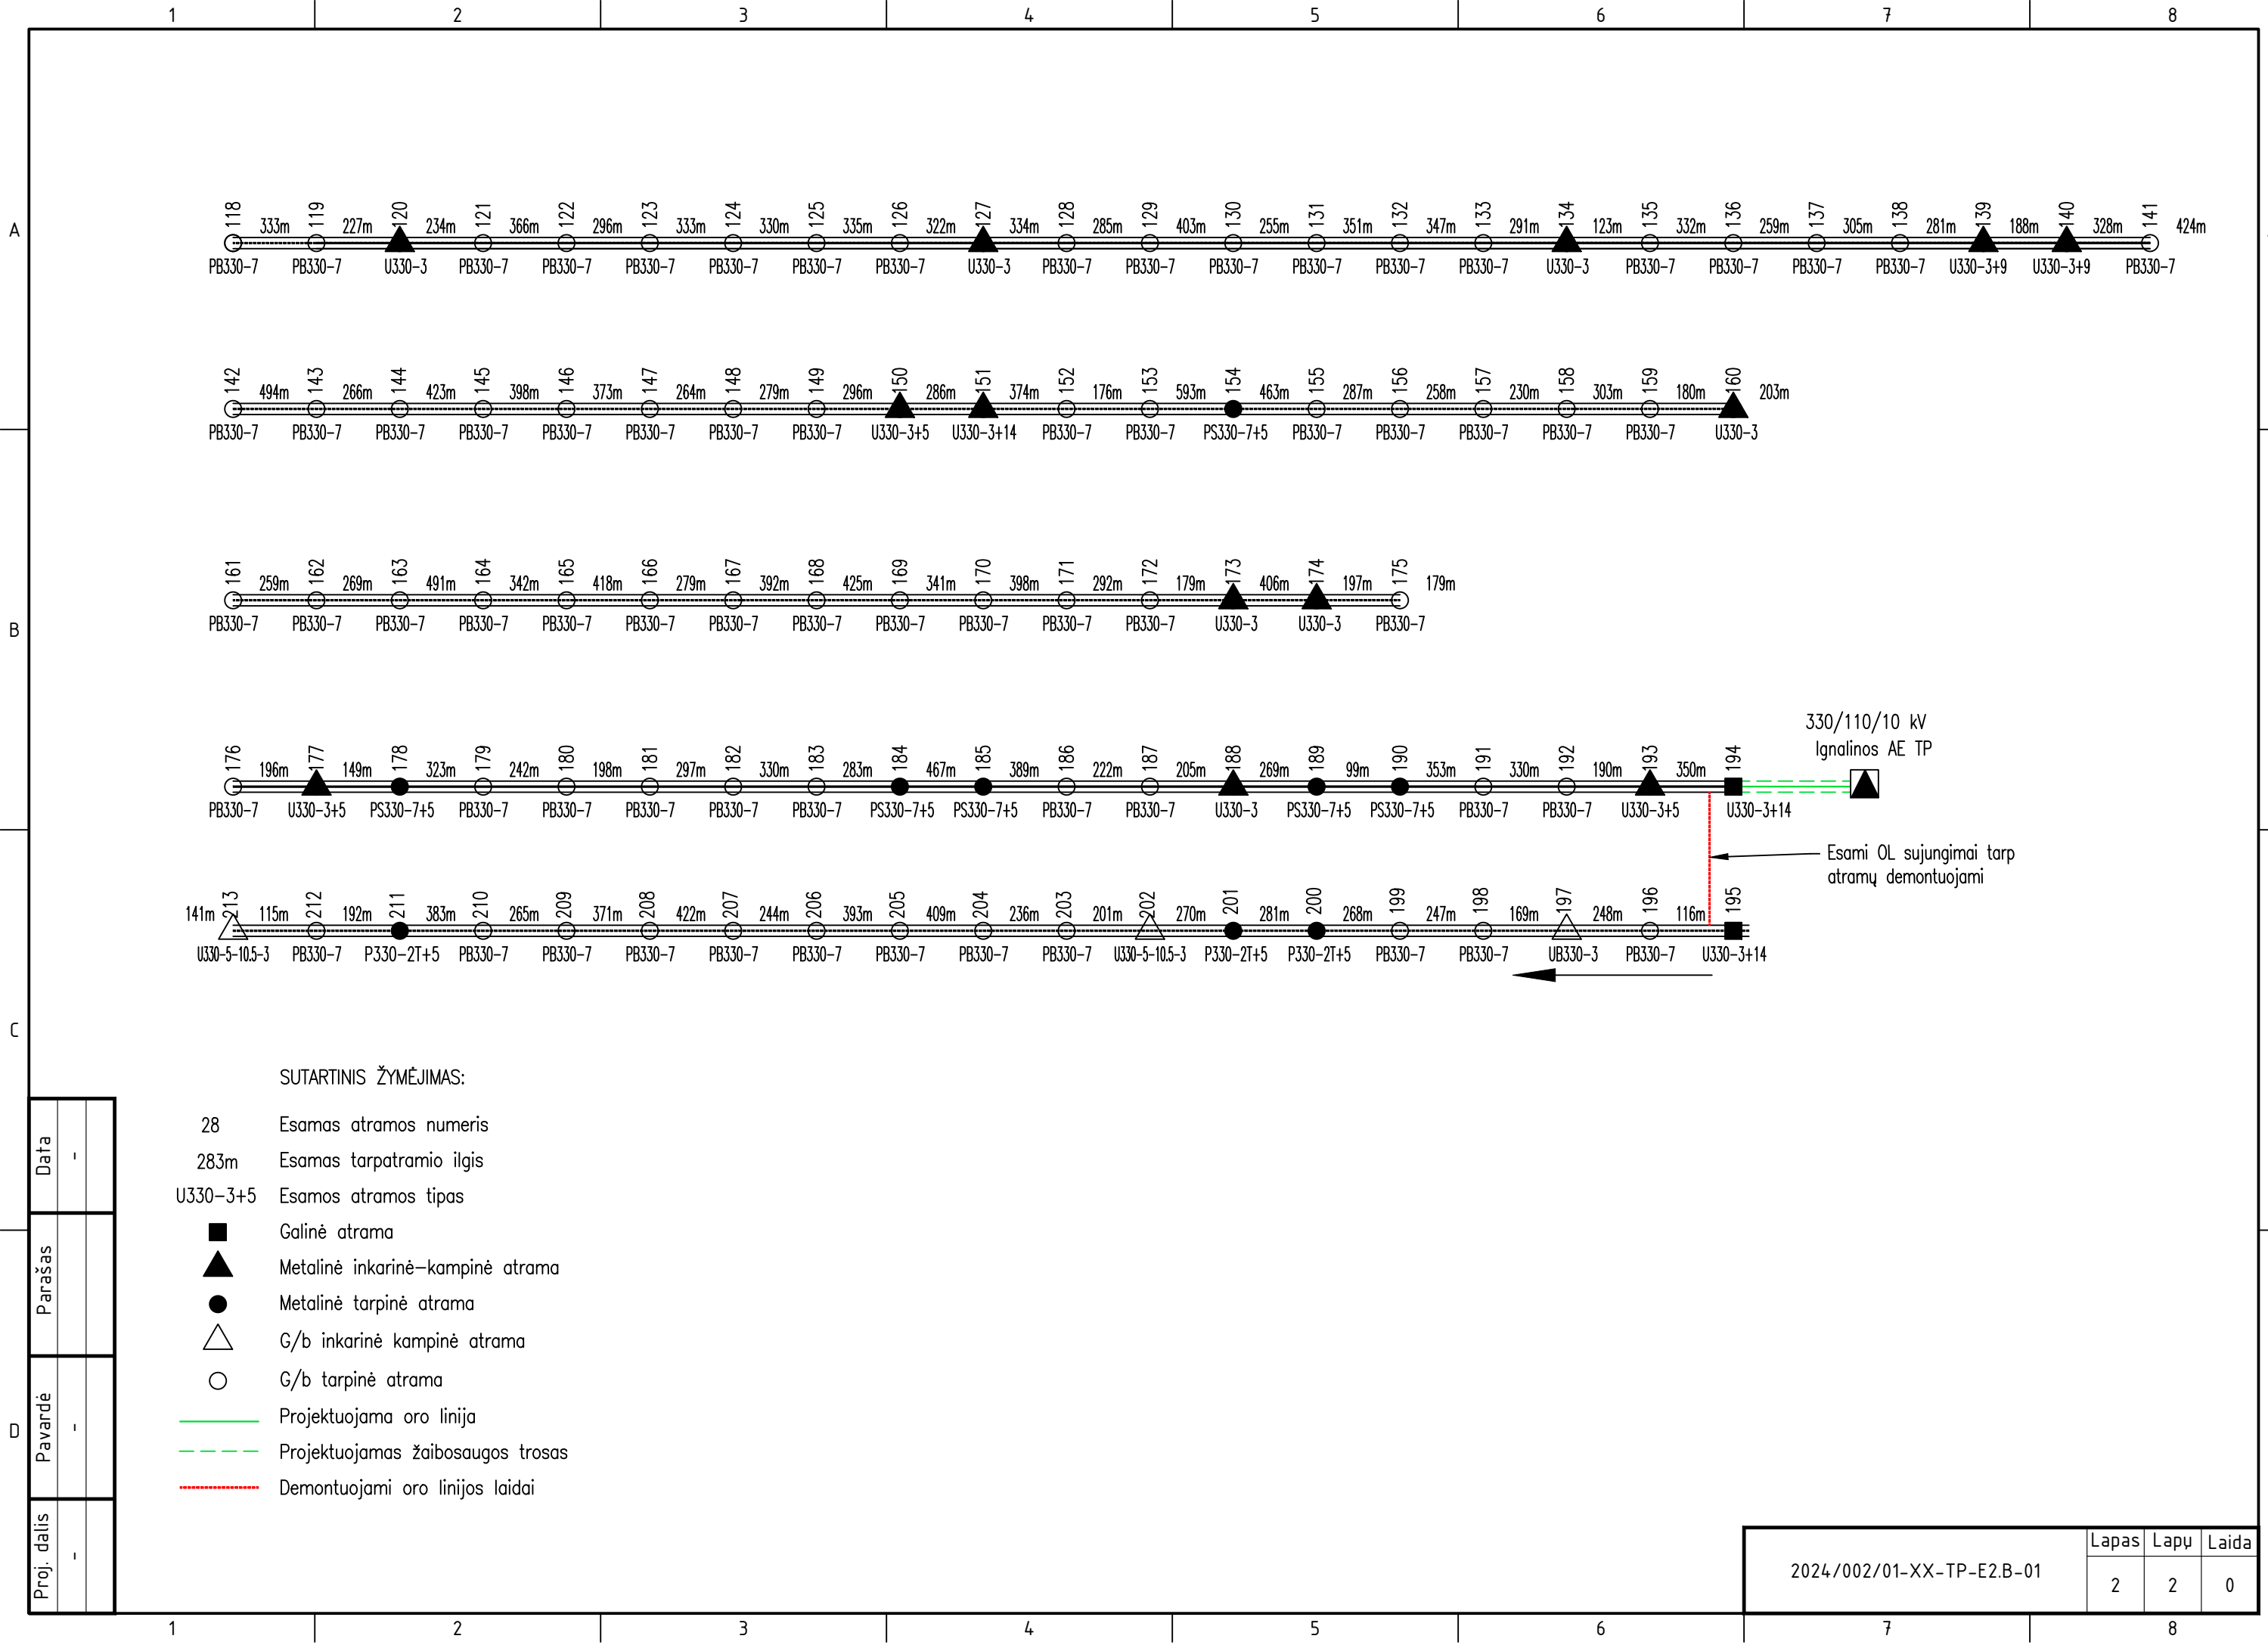 1 2 3 4 5 6 7 8
A
118 119 120 121 122 123 124 125 126 127 128 129 130 131 132 133 134 135 136 137 138 139 140 141
333m 227m 234m 366m 296m 333m 330m 335m 322m 334m 285m 403m 255m 351m 347m 291m 123m 332m 259m 305m 281m 188m 328m 424m
PB330-7 PB330-7 U330-3 PB330-7 PB330-7 PB330-7 PB330-7 PB330-7 PB330-7 U330-3 PB330-7 PB330-7 PB330-7 PB330-7 PB330-7 PB330-7 U330-3 PB330-7 PB330-7 PB330-7 PB330-7 U330-3+9 U330-3+9 PB330-7
142 143 144 145 146 147 148 149 150 151 152 153 154 155 156 157 158 159 160
494m 266m 423m 398m 373m 264m 279m 296m 286m 374m 176m 593m 463m 287m 258m 230m 303m 180m 203m
PB330-7 PB330-7 PB330-7 PB330-7 PB330-7 PB330-7 PB330-7 PB330-7 U330-3+5 U330-3+14 PB330-7 PB330-7 PS330-7+5 PB330-7 PB330-7 PB330-7 PB330-7 PB330-7 U330-3
161 162 163 164 165 166 167 168 169 170 171 172 173 174 175
259m 269m 491m 342m 418m 279m 392m 425m 341m 398m 292m 179m 406m 197m 179m
PB330-7 PB330-7 PB330-7 PB330-7 PB330-7 PB330-7 PB330-7 PB330-7 PB330-7 PB330-7 PB330-7 PB330-7 U330-3 U330-3 PB330-7
B
330/110/10 kV
Ignalinos AE TP
176 177 178 179 180 181 182 183 184 185 186 187 188 189 190 191 192 193 194
196m 149m 323m 242m 198m 297m 330m 283m 467m 389m 222m 205m 269m 99m 353m 330m 190m 350m
PB330-7 U330-3+5 PS330-7+5 PB330-7 PB330-7 PB330-7 PB330-7 PB330-7 PS330-7+5 PS330-7+5 PB330-7 PB330-7 U330-3 PS330-7+5 PS330-7+5 PB330-7 PB330-7 U330-3+5 U330-3+14
Esami OL sujungimai tarp
atramų demontuojami
213 212 211 210 209 208 207 206 205 204 203 202 201 200 199 198 197 196 195
141m 115m 192m 383m 265m 371m 422m 244m 393m 409m 236m 201m 270m 281m 268m 247m 169m 248m 116m
U330-5-10.5-3 PB330-7 P330-2T+5 PB330-7 PB330-7 PB330-7 PB330-7 PB330-7 PB330-7 PB330-7 PB330-7 U330-5-10.5-3 P330-2T+5 P330-2T+5 PB330-7 PB330-7 UB330-3 PB330-7 U330-3+14
C
SUTARTINIS ŽYMĖJIMAS:
28 Esamas atramos numeris
283m Esamas tarpatramio ilgis
U330-3+5 Esamos atramos tipas
Galinė atrama
Metalinė inkarinė-kampinė atrama
Metalinė tarpinė atrama
G/b inkarinė kampinė atrama
G/b tarpinė atrama
Projektuojama oro linija
Projektuojamas žaibosaugos trosas
Demontuojami oro linijos laidai
D
Data -
Parašas
Pavardė -
Proj. dalis -
2024/002/01-XX-TP-E2.B-01
Lapas Lapų Laida
2 2 0
1 2 3 4 5 6 7 8